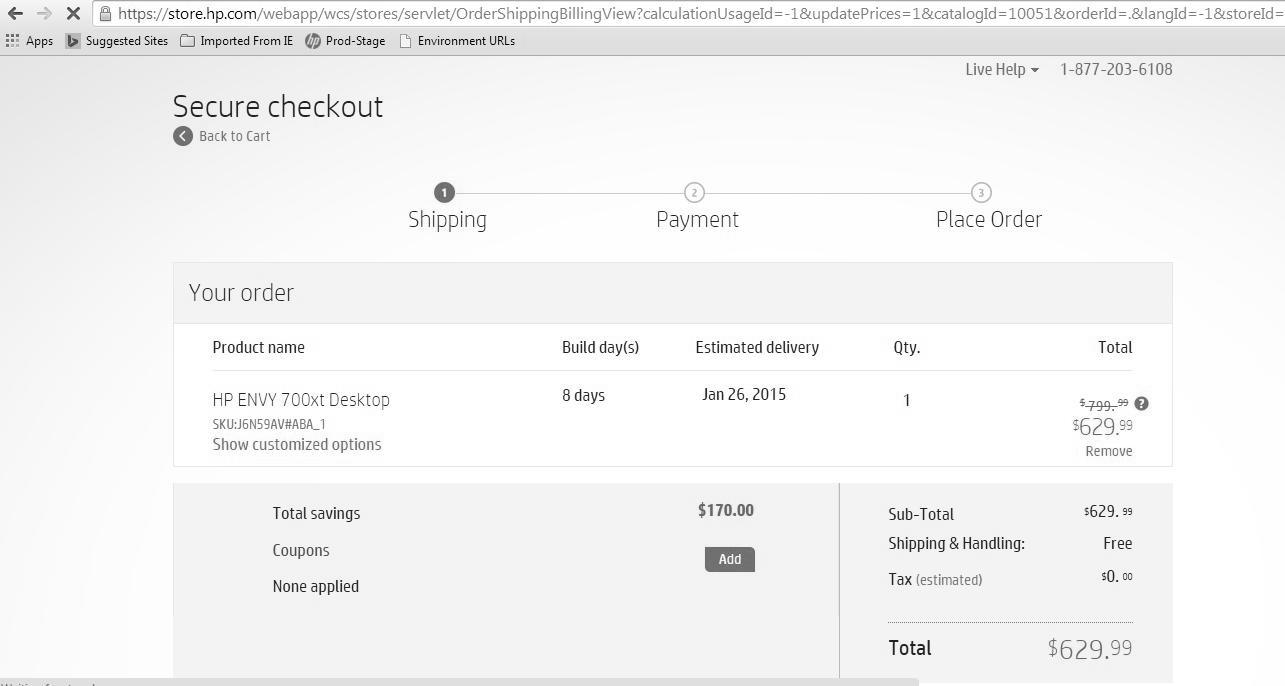 https://store.hp.com/webapp/wcs/stores/servlet/OrderShippingBillingView?calculationUsageId=-1&updatePrices=1&catalogId=10051&orderId=.&langId=-1&storeId=
Apps Suggested Sites Imported From IE hp Prod-Stage Environment URLs
Live Help 1-877-203-6108
Secure checkout
Back to Cart
1 2 3
Shipping Payment Place Order
Your order
Product name Build day(s) Estimated delivery Qty. Total
HP ENVY 700xt Desktop 8 days Jan 26, 2015 1 $799.99 ?
SKU:J6N59AV#ABA_1 $629.99
Show customized options Remove
Total savings $170.00 Sub-Total $629.99
Coupons Add Shipping & Handling: Free
None applied Tax (estimated) $0.00
Total $629.99